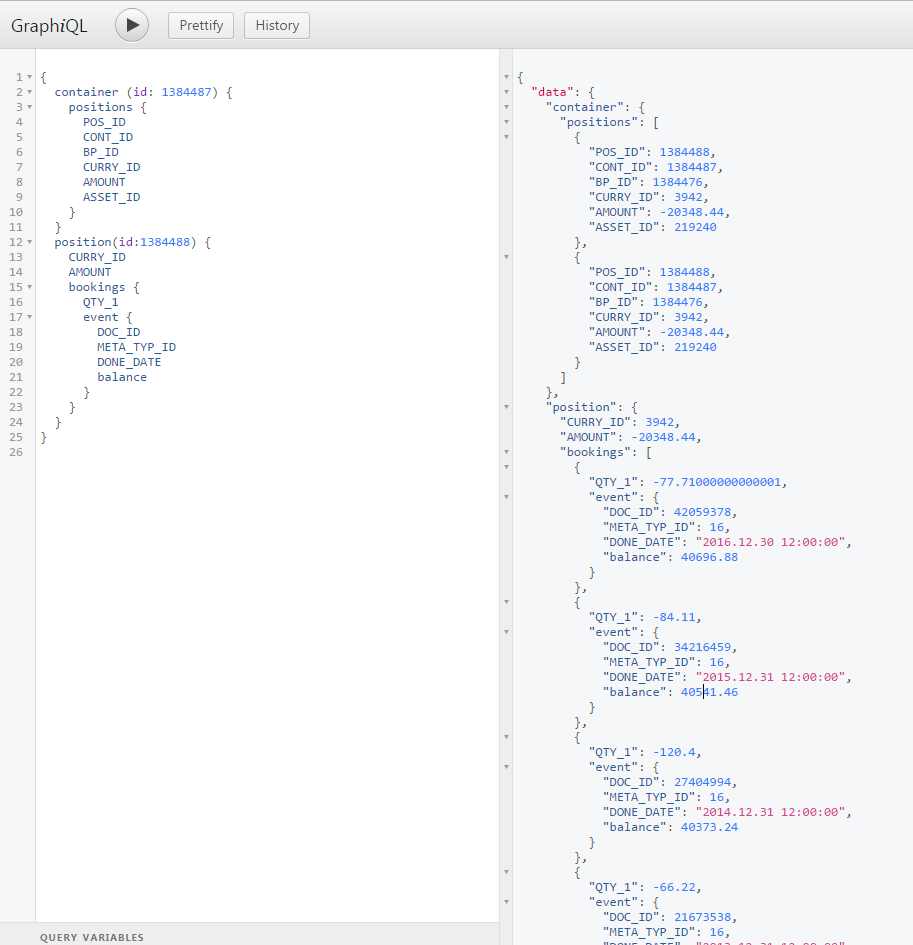 GraphiQL
Prettify
History
1 {
2 container (id: 1384487) {
3 positions {
4 POS_ID
5 CONT_ID
6 BP_ID
7 CURRY_ID
8 AMOUNT
9 ASSET_ID
10 }
11 }
12 position(id:1384488) {
13 CURRY_ID
14 AMOUNT
15 bookings {
16 QTY_1
17 event {
18 DOC_ID
19 META_TYP_ID
20 DONE_DATE
21 balance
22 }
23 }
24 }
25 }
26
QUERY VARIABLES
{
"data": {
"container": {
"positions": [
{
"POS_ID": 1384488,
"CONT_ID": 1384487,
"BP_ID": 1384476,
"CURRY_ID": 3942,
"AMOUNT": -20348.44,
"ASSET_ID": 219240
},
{
"POS_ID": 1384488,
"CONT_ID": 1384487,
"BP_ID": 1384476,
"CURRY_ID": 3942,
"AMOUNT": -20348.44,
"ASSET_ID": 219240
}
]
},
"position": {
"CURRY_ID": 3942,
"AMOUNT": -20348.44,
"bookings": [
{
"QTY_1": -77.71000000000001,
"event": {
"DOC_ID": 42059378,
"META_TYP_ID": 16,
"DONE_DATE": "2016.12.30 12:00:00",
"balance": 40696.88
}
},
{
"QTY_1": -84.11,
"event": {
"DOC_ID": 34216459,
"META_TYP_ID": 16,
"DONE_DATE": "2015.12.31 12:00:00",
"balance": 40541.46
}
},
{
"QTY_1": -120.4,
"event": {
"DOC_ID": 27404994,
"META_TYP_ID": 16,
"DONE_DATE": "2014.12.31 12:00:00",
"balance": 40373.24
}
},
{
"QTY_1": -66.22,
"event": {
"DOC_ID": 21673538,
"META_TYP_ID": 16,